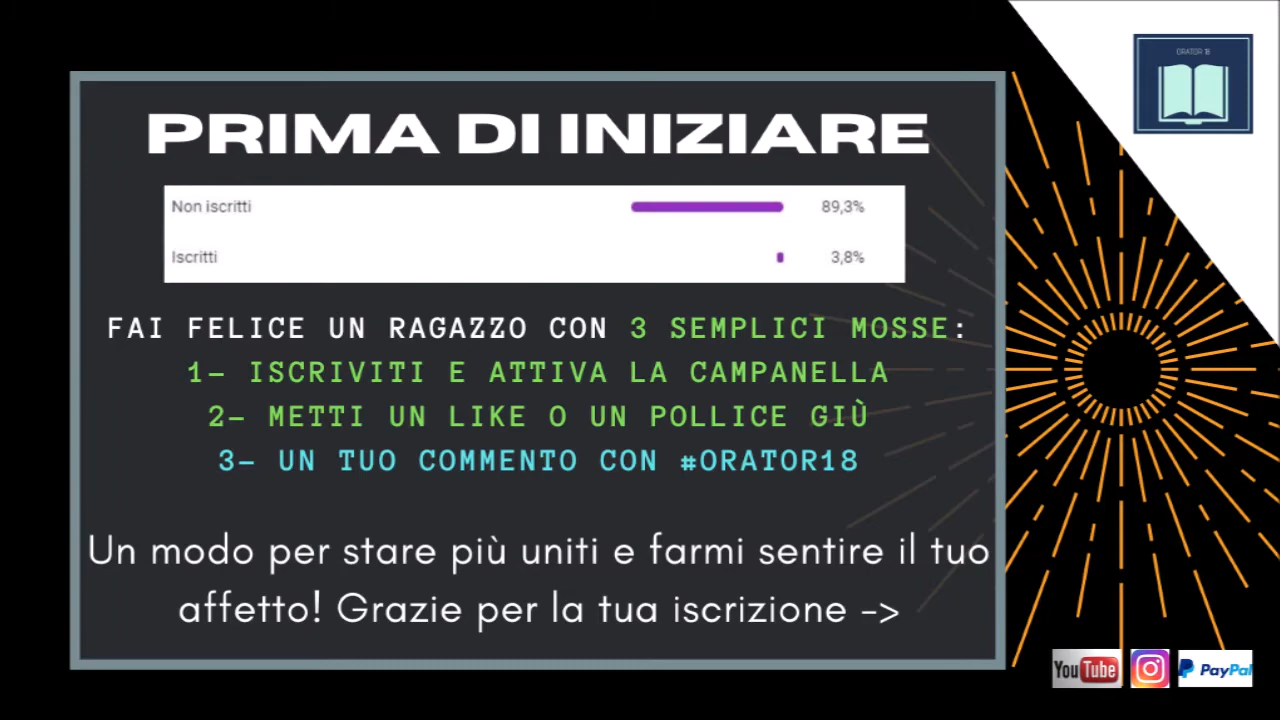 ORATOR 18
PRIMA DI INIZIARE
Non iscritti 89,3%
Iscritti 3,8%
FAI FELICE UN RAGAZZO CON 3 SEMPLICI MOSSE:
1- ISCRIVITI E ATTIVA LA CAMPANELLA
2- METTI UN LIKE O UN POLLICE GIÙ
3- UN TUO COMMENTO CON #ORATOR18
Un modo per stare più uniti e farmi sentire il tuo
affetto! Grazie per la tua iscrizione ->
YouTube PayPal